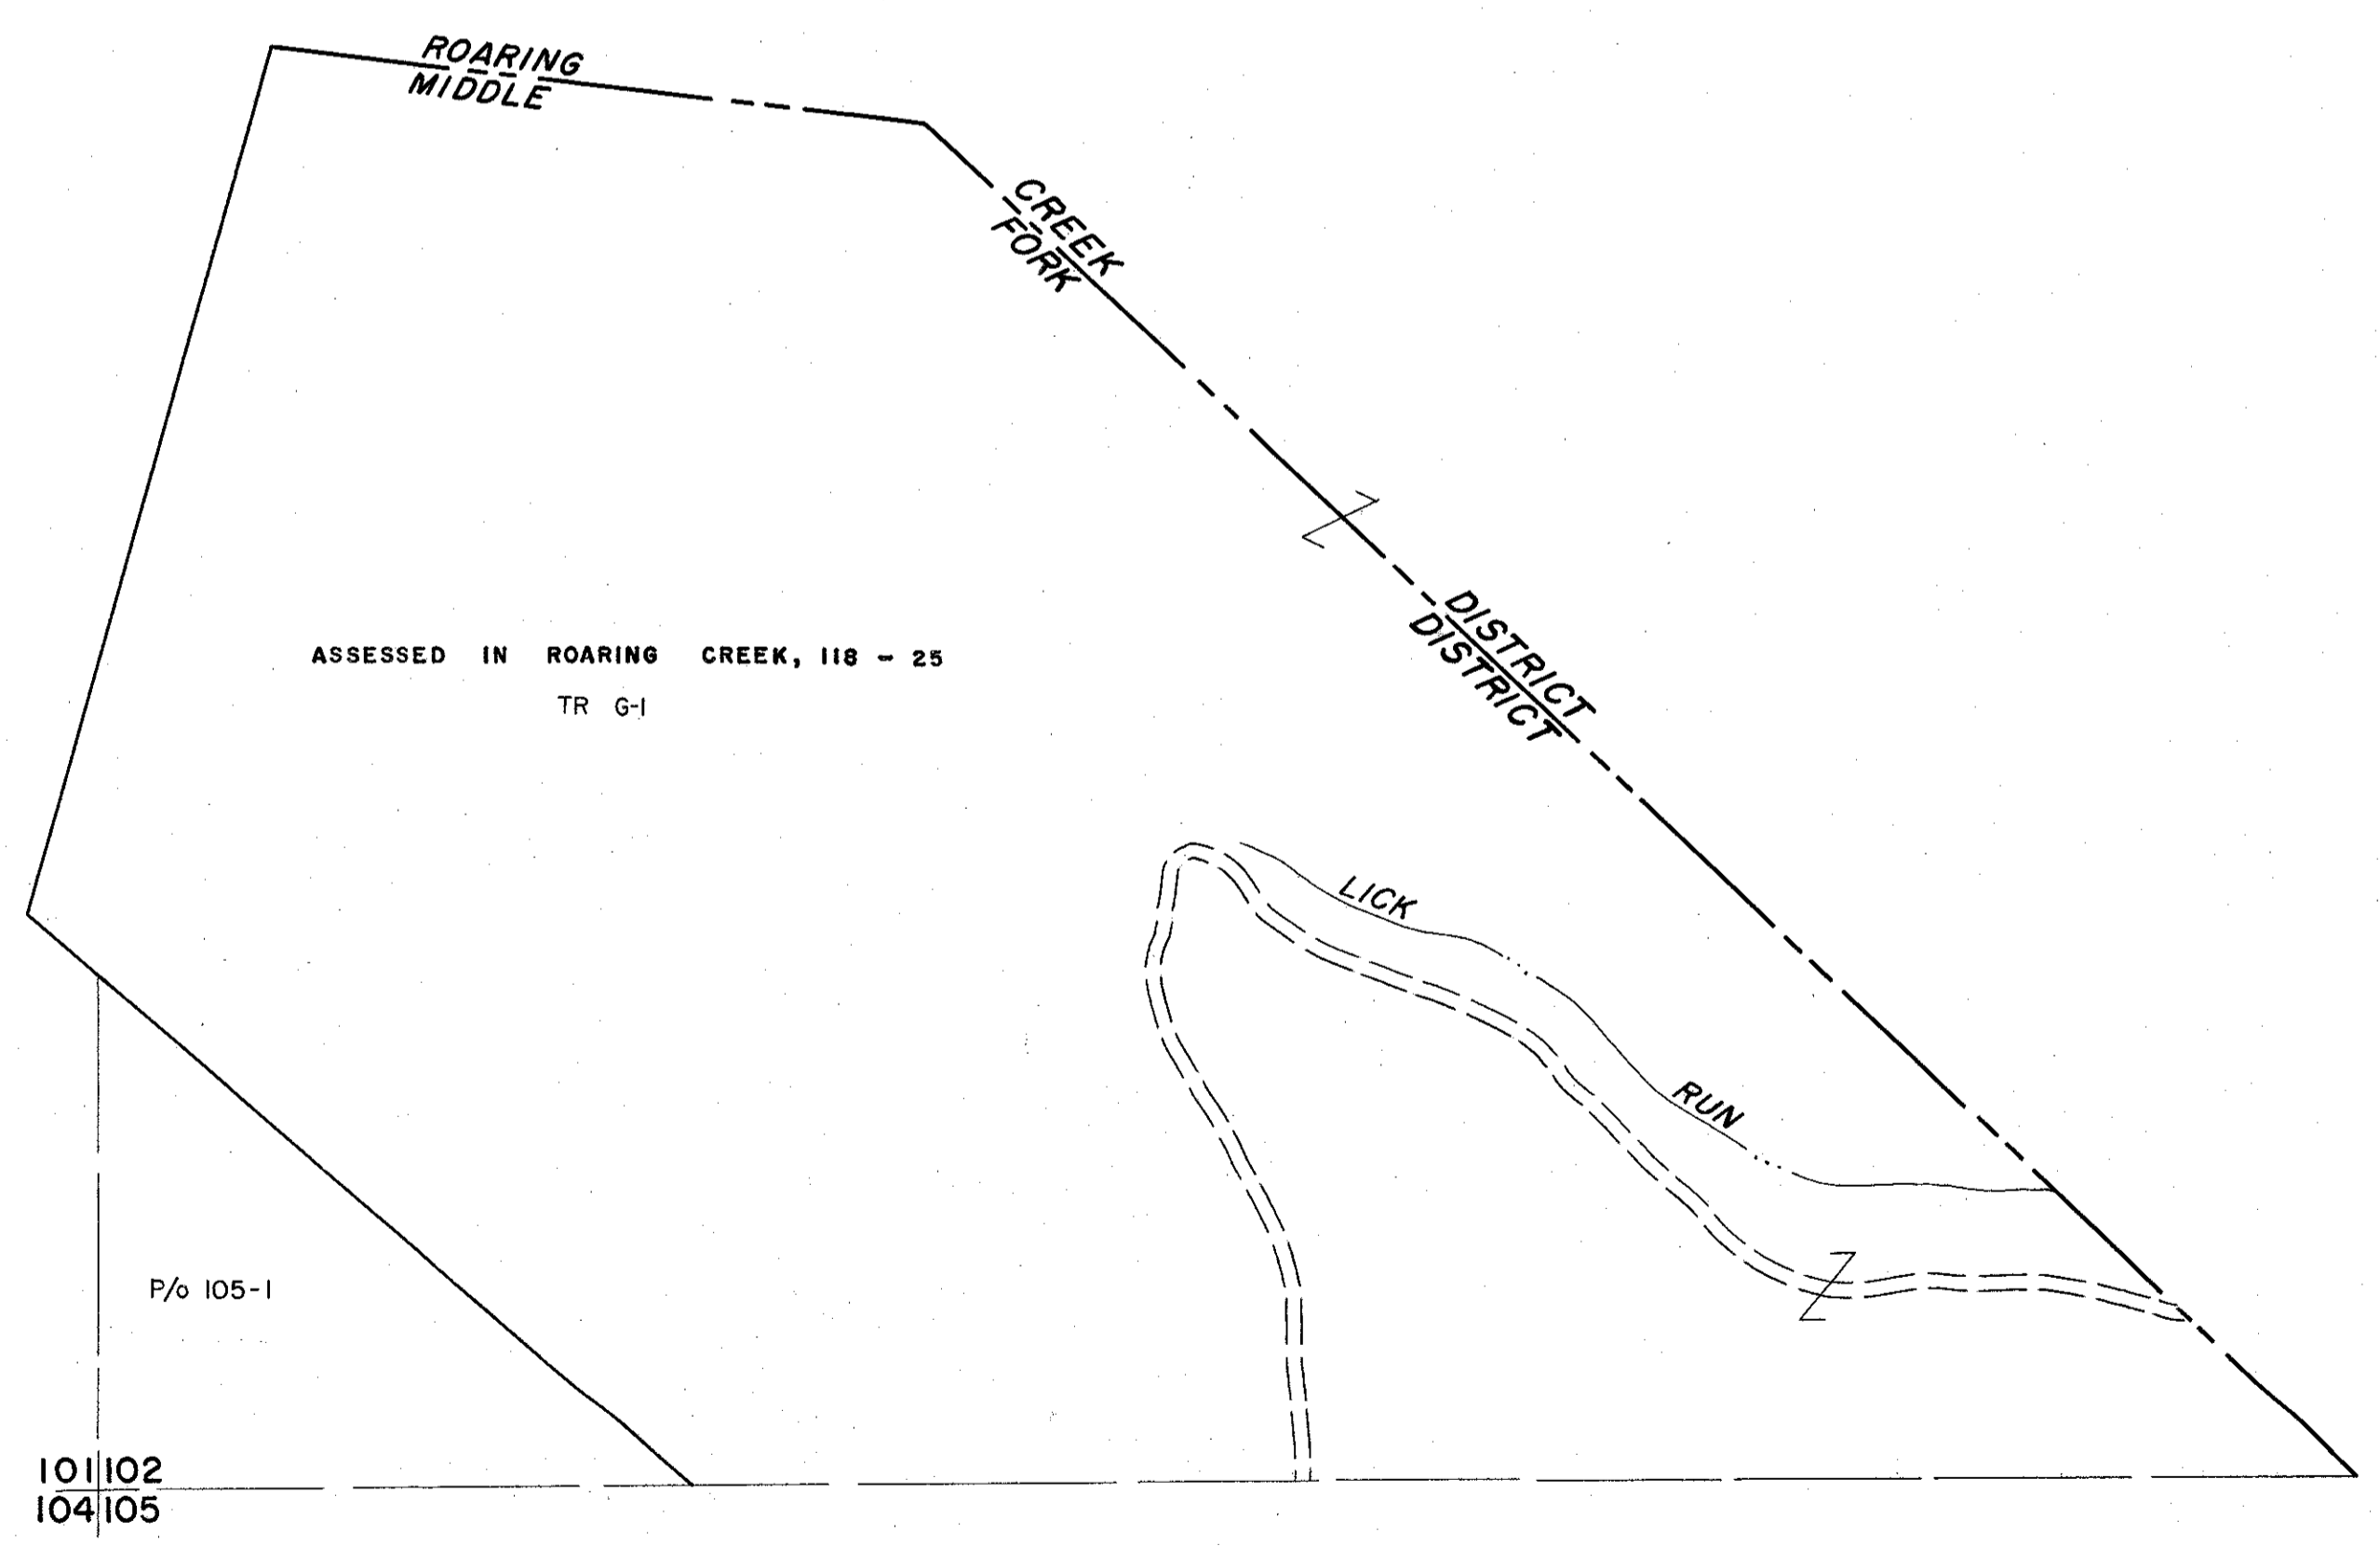 ROARING
MIDDLE
CREEK
FORK
DISTRICT
DISTRICT
ASSESSED IN ROARING CREEK, 118 - 25
TR G-1
LICK
RUN
P/o 105-1
101 102
104 105